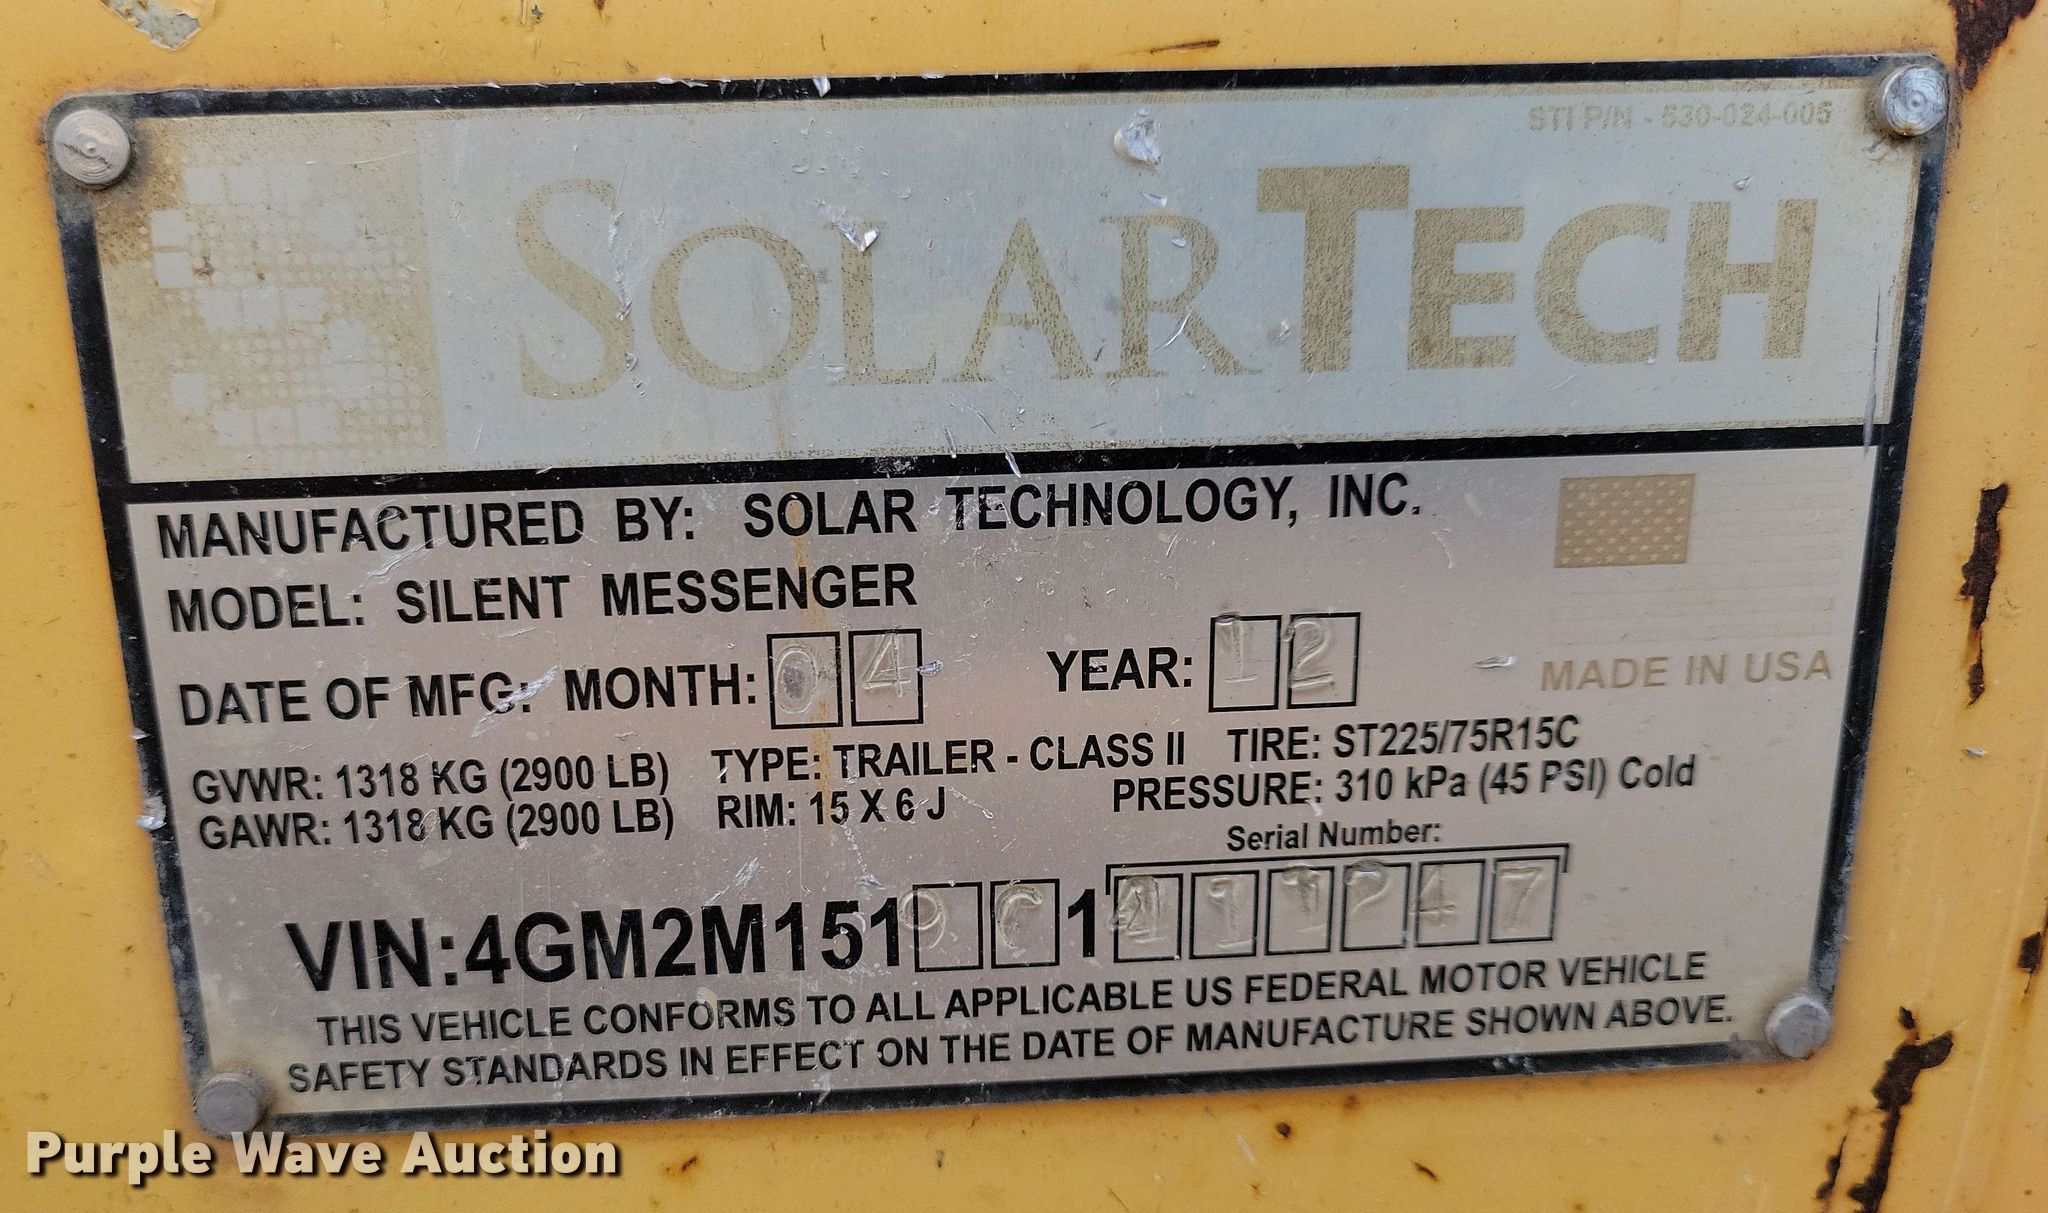 STI P/N - 530-024-005
SOLARTECH
MANUFACTURED BY: SOLAR TECHNOLOGY, INC.
MODEL: SILENT MESSENGER
DATE OF MFG: MONTH: 04 YEAR: 12
MADE IN USA
GVWR: 1318 KG (2900 LB) TYPE: TRAILER - CLASS II TIRE: ST225/75R15C
GAWR: 1318 KG (2900 LB) RIM: 15 X 6 J PRESSURE: 310 kPa (45 PSI) Cold
Serial Number:
VIN:4GM2M1519C1411247
THIS VEHICLE CONFORMS TO ALL APPLICABLE US FEDERAL MOTOR VEHICLE
SAFETY STANDARDS IN EFFECT ON THE DATE OF MANUFACTURE SHOWN ABOVE.
Purple Wave Auction